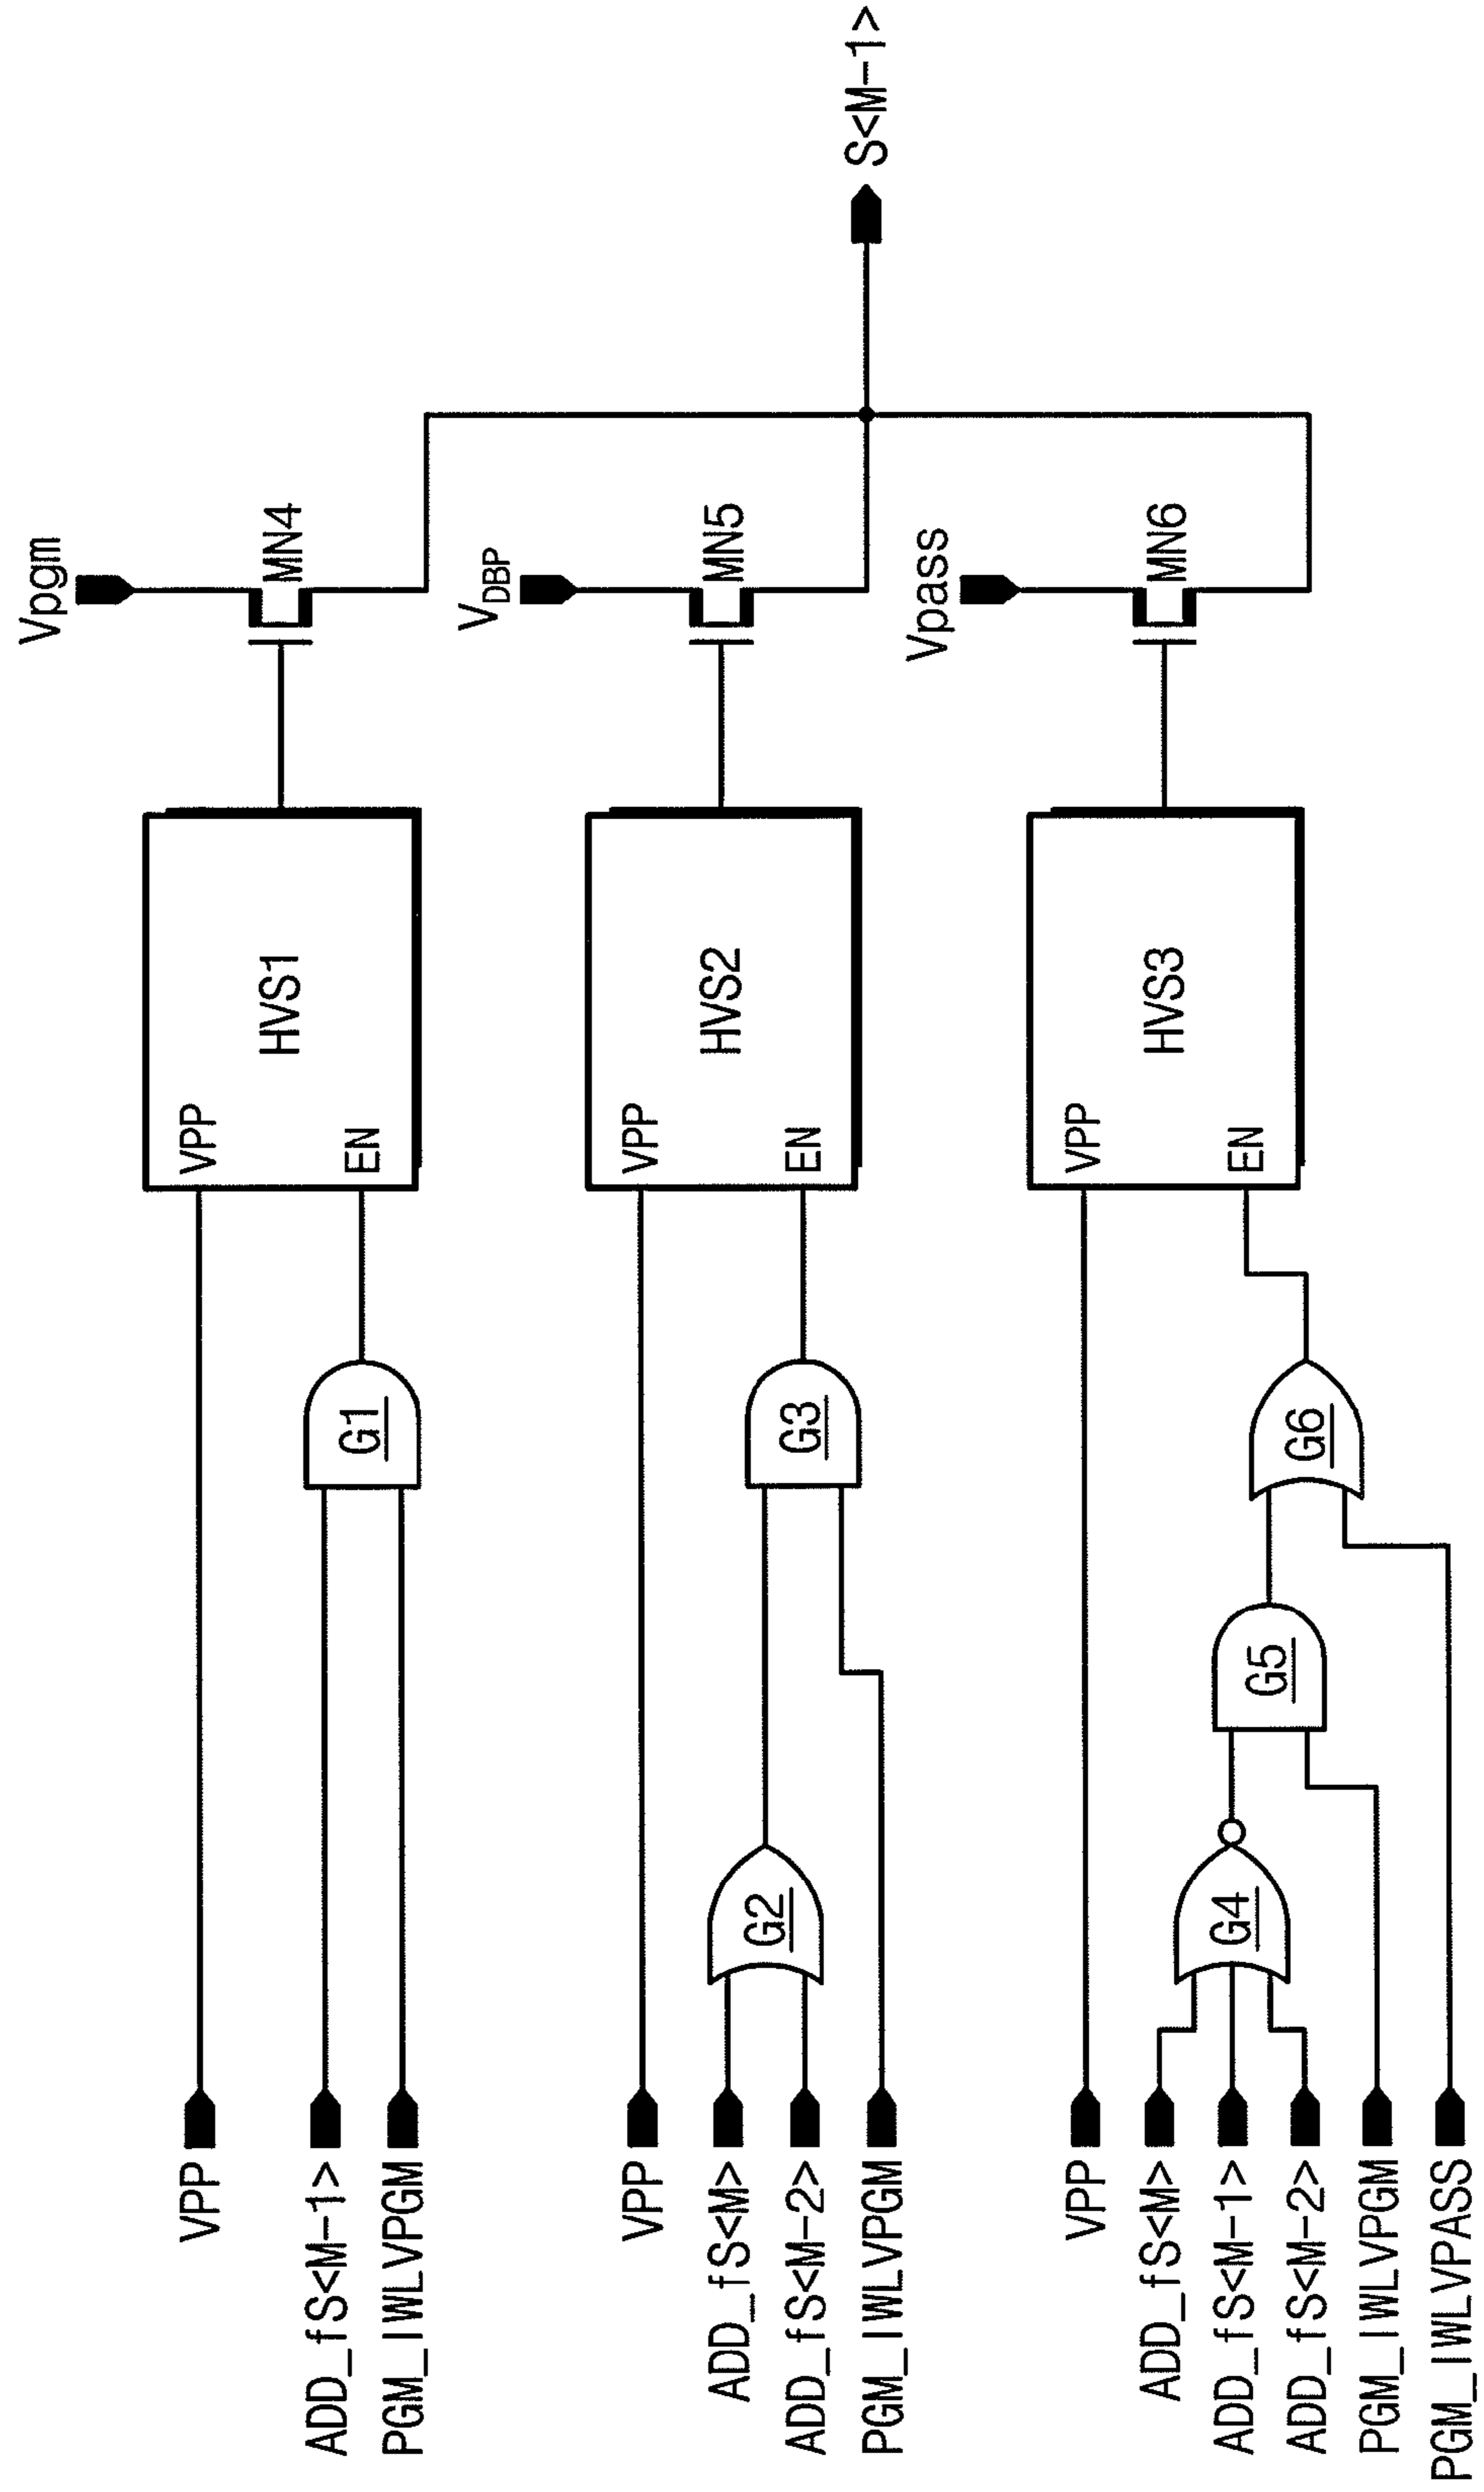 VPP
ADD_fS<M-1>
PGM_IWLVPGM
G1
VPP
EN
HVS1
Vpgm
MN4
VPP
ADD_fS<M>
ADD_fS<M-2>
PGM_IWLVPGM
G2
G3
VPP
EN
HVS2
VDBP
MN5
S<M-1>
VPP
ADD_fS<M>
ADD_fS<M-1>
ADD_fS<M-2>
PGM_IWLVPGM
PGM_IWLVPASS
G4
G5
G6
VPP
EN
HVS3
Vpass
MN6